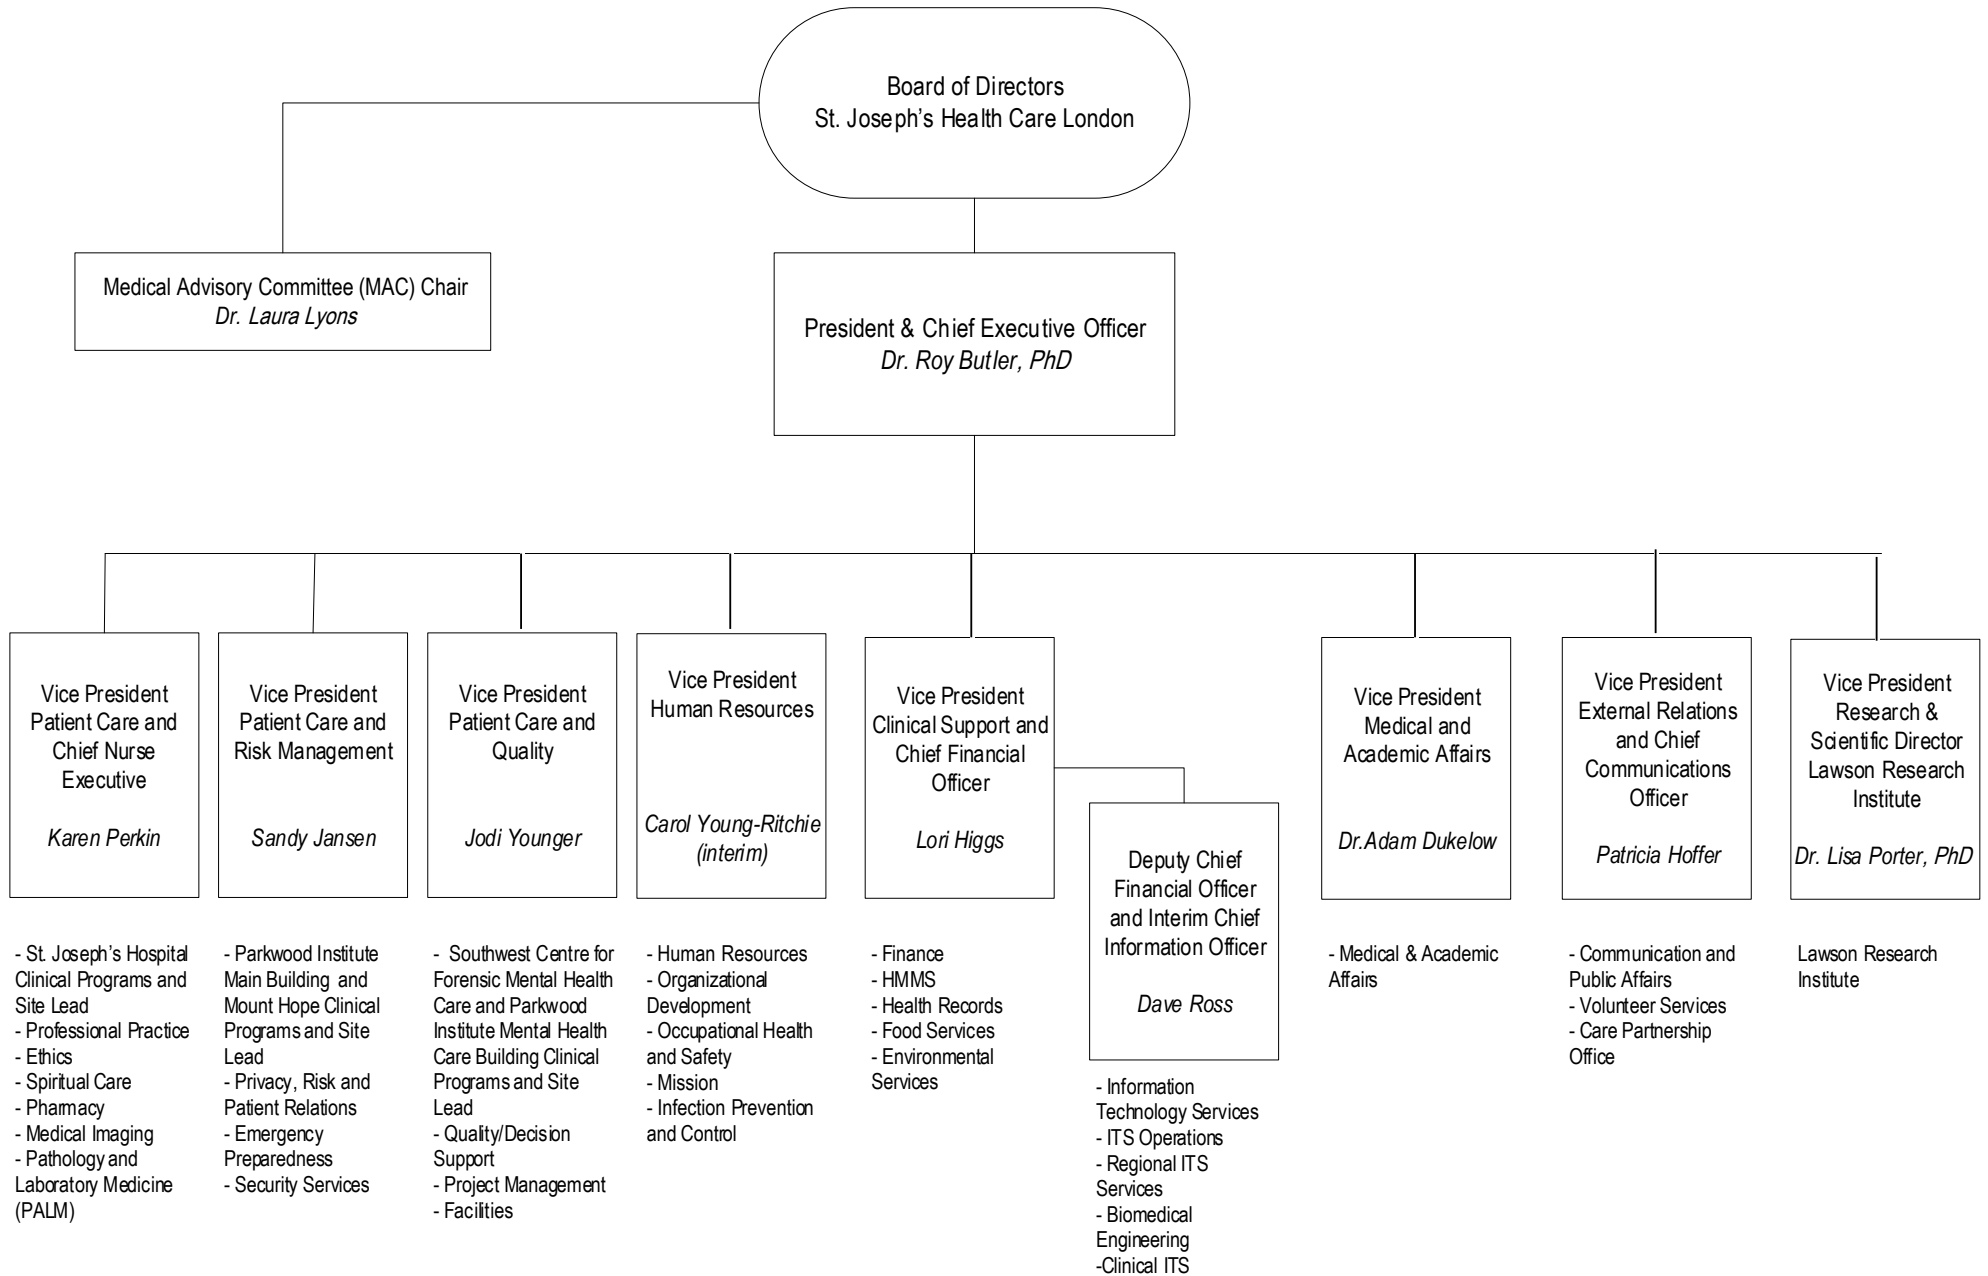 Board of Directors
St. Joseph's Health Care London
Medical Advisory Committee (MAC) Chair
Dr. Laura Lyons
President & Chief Executive Officer
Dr. Roy Butler, PhD
Vice President
Patient Care and
Chief Nurse
Executive
Karen Perkin
Vice President
Patient Care and
Risk Management
Sandy Jansen
Vice President
Patient Care and
Quality
Jodi Younger
Vice President
Human Resources
Carol Young-Ritchie
(interim)
Vice President
Clinical Support and
Chief Financial
Officer
Lori Higgs
Deputy Chief
Financial Officer
and Interim Chief
Information Officer
Dave Ross
Vice President
Medical and
Academic Affairs
Dr.Adam Dukelow
Vice President
External Relations
and Chief
Communications
Officer
Patricia Hoffer
Vice President
Research &
Scientific Director
Lawson Research
Institute
Dr. Lisa Porter, PhD
- St. Joseph's Hospital
Clinical Programs and
Site Lead
- Professional Practice
- Ethics
- Spiritual Care
- Pharmacy
- Medical Imaging
- Pathology and
Laboratory Medicine
(PALM)
- Parkwood Institute
Main Building and
Mount Hope Clinical
Programs and Site
Lead
- Privacy, Risk and
Patient Relations
- Emergency
Preparedness
- Security Services
- Southwest Centre for
Forensic Mental Health
Care and Parkwood
Institute Mental Health
Care Building Clinical
Programs and Site
Lead
- Quality/Decision
Support
- Project Management
- Facilities
- Human Resources
- Organizational
Development
- Occupational Health
and Safety
- Mission
- Infection Prevention
and Control
- Finance
- HMMS
- Health Records
- Food Services
- Environmental
Services
- Information
Technology Services
- ITS Operations
- Regional ITS
Services
- Biomedical
Engineering
-Clinical ITS
- Medical & Academic
Affairs
- Communication and
Public Affairs
- Volunteer Services
- Care Partnership
Office
Lawson Research
Institute